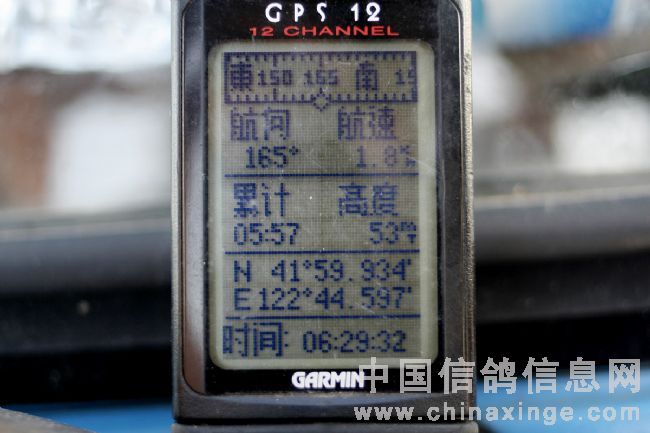 GPS 12
12 CHANNEL
東 150 165 南 19
航向 航速
165° 1.8
累计 高度
05:57 53
N 41°59.934'
E 122°44.597'
时间: 06:29:32
GARMIN
中国信鸽信息网
www.chinaxinge.com